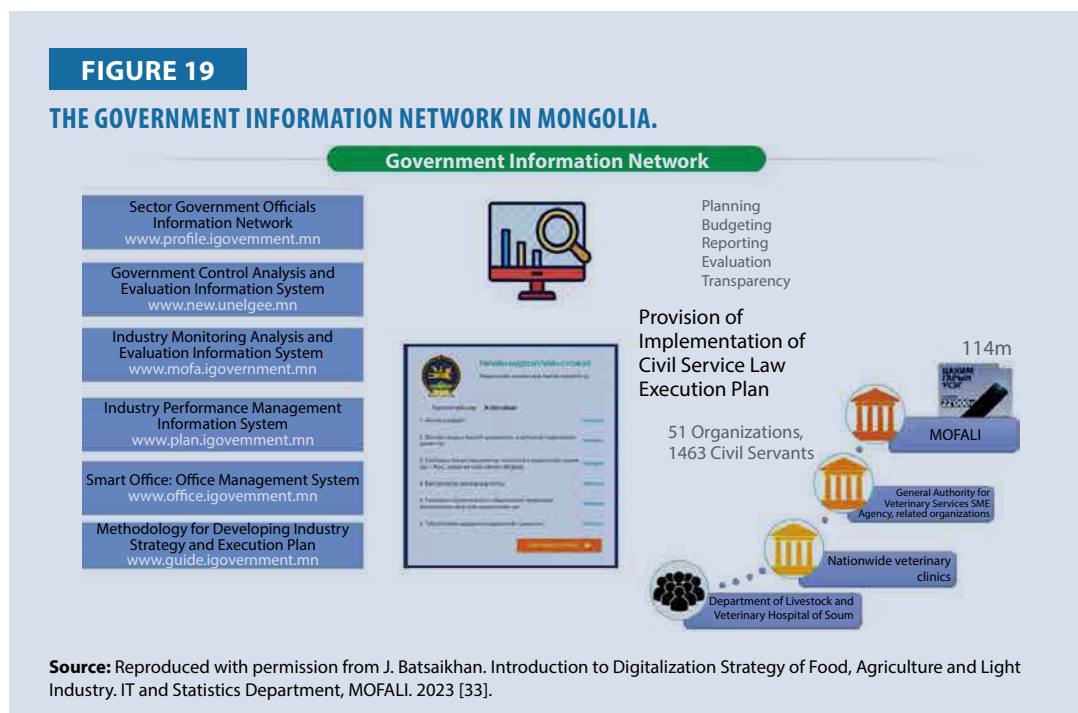 FIGURE 19
THE GOVERNMENT INFORMATION NETWORK IN MONGOLIA.
Government Information Network
Sector Government Officials
Information Network
www.profile.igovemment.mn
Government Control Analysis and
Evaluation Information System
www.new.unelgee.mn
Industry Monitoring Analysis and
Evaluation Information System
www.mofa.igovernment.mn
Industry Performance Management
Information System
www.plan.igovemment.mn
Smart Office: Office Management System
www.office.igovemment.mn
Methodology for Developing Industry
Strategy and Execution Plan
www.guide.igovernment.mn
Planning
Budgeting
Reporting
Evaluation
Transparency
Provision of
Implementation of
Civil Service Law
Execution Plan
51 Organizations,
1463 Civil Servants
114m
ЦАХИМ
ГАРЫН
ҮСЭГ
MOFALI
General Authority for
Veterinary Services SME
Agency, related organizations
Nationwide veterinary
clinics
Department of Livestock and
Veterinary Hospital of Soum
Source: Reproduced with permission from J. Batsaikhan. Introduction to Digitalization Strategy of Food, Agriculture and Light
Industry. IT and Statistics Department, MOFALI. 2023 [33].